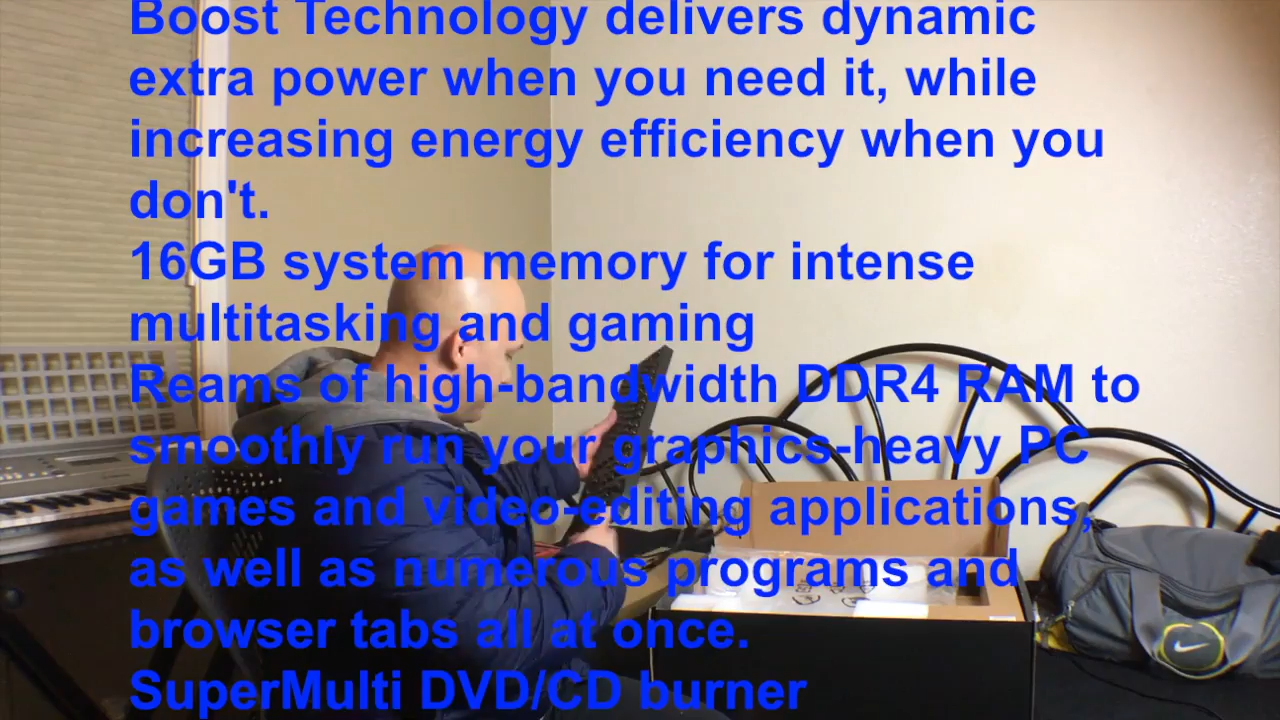 Boost Technology delivers dynamic
extra power when you need it, while
increasing energy efficiency when you
don't.
16GB system memory for intense
multitasking and gaming
Reams of high-bandwidth DDR4 RAM to
smoothly run your graphics-heavy PC
games and video-editing applications,
as well as numerous programs and
browser tabs all at once.
SuperMulti DVD/CD burner